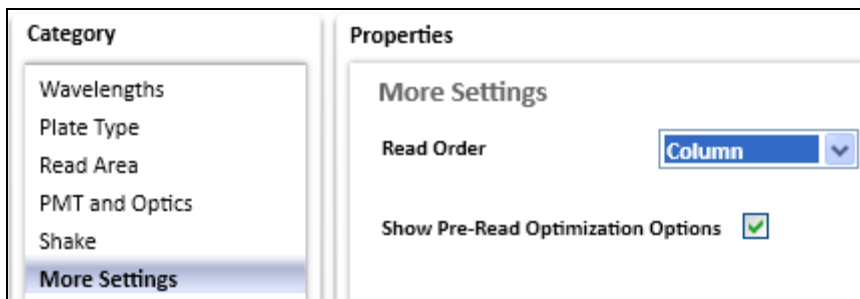 Category
Wavelengths
Plate Type
Read Area
PMT and Optics
Shake
More Settings
Properties
More Settings
Read Order
Column
Show Pre-Read Optimization Options